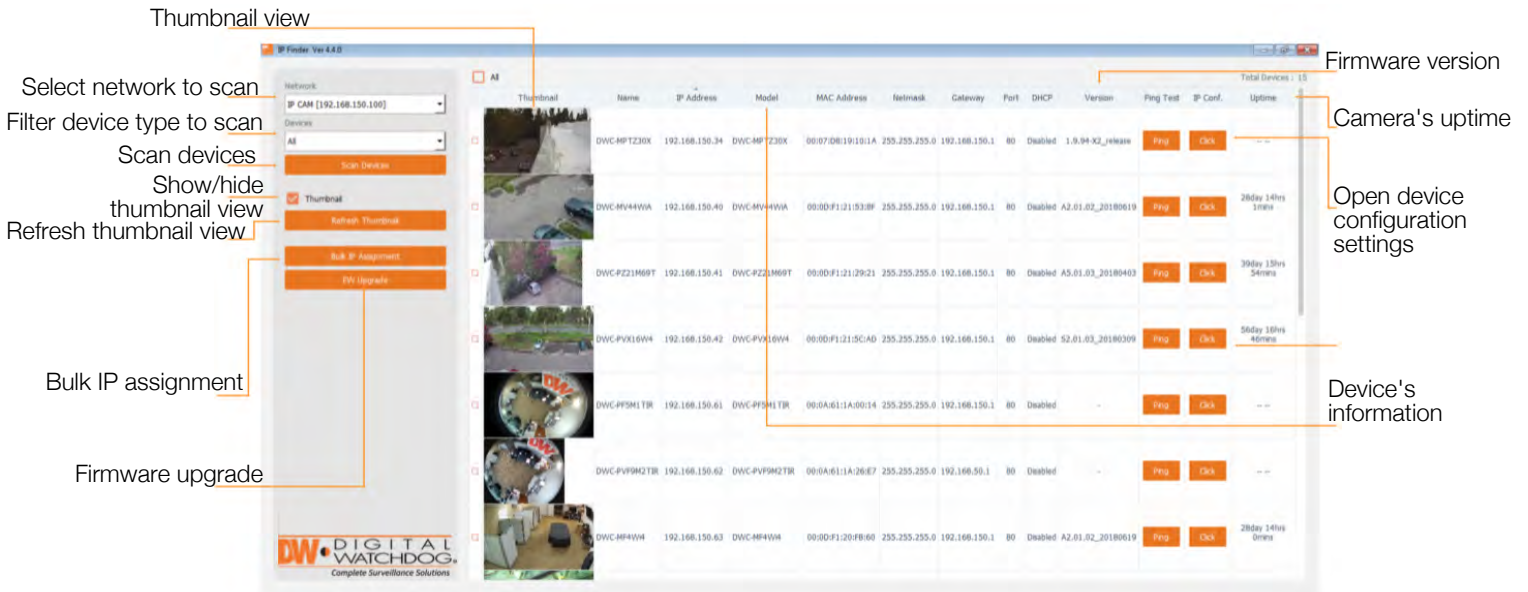 Thumbnail view
Select network to scan
Filter device type to scan
Scan devices
Show/hide
thumbnail view
Refresh thumbnail view
Bulk IP assignment
Firmware upgrade
IP Finder Ver 4.4.0
Network
IP CAM [192.168.150.100]
Devices
All
Scan Devices
Thumbnail
Refresh Thumbnail
Bulk IP Assignment
F/W Upgrade
DW DIGITAL
WATCHDOG
Complete Surveillance Solutions
All
Total Devices : 15
Thumbnail Name IP Address Model MAC Address Netmask Gateway Port DHCP Version Ping Test IP Conf. Uptime
DWC-MPTZ30X 192.168.150.34 DWC-MPTZ30X 00:07:D8:19:10:1A 255.255.255.0 192.168.150.1 80 Disabled 1.9.94-X2_release Ping Click -- --
DWC-MV44WiA 192.168.150.40 DWC-MV44WiA 00:0D:F1:21:53:8F 255.255.255.0 192.168.150.1 80 Disabled A2.01.02_20180619 Ping Click 28day 14hrs
1mins
DWC-PZ21M69T 192.168.150.41 DWC-PZ21M69T 00:0D:F1:21:29:21 255.255.255.0 192.168.150.1 80 Disabled A5.01.03_20180403 Ping Click 39day 15hrs
54mins
DWC-PVX16W4 192.168.150.42 DWC-PVX16W4 00:0D:F1:21:5C:AD 255.255.255.0 192.168.150.1 80 Disabled S2.01.03_20180309 Ping Click 56day 16hrs
46mins
DWC-PF5M1TIR 192.168.150.61 DWC-PF5M1TIR 00:0A:61:1A:00:14 255.255.255.0 192.168.150.1 80 Disabled - Ping Click -- --
DWC-PVF9M2TIR 192.168.150.62 DWC-PVF9M2TIR 00:0A:61:1A:26:E7 255.255.255.0 192.168.50.1 80 Disabled - Ping Click -- --
DWC-MF4Wi4 192.168.150.63 DWC-MF4Wi4 00:0D:F1:20:FB:60 255.255.255.0 192.168.150.1 80 Disabled A2.01.02_20180619 Ping Click 28day 14hrs
0mins
Firmware version
Camera's uptime
Open device
configuration
settings
Device's
information